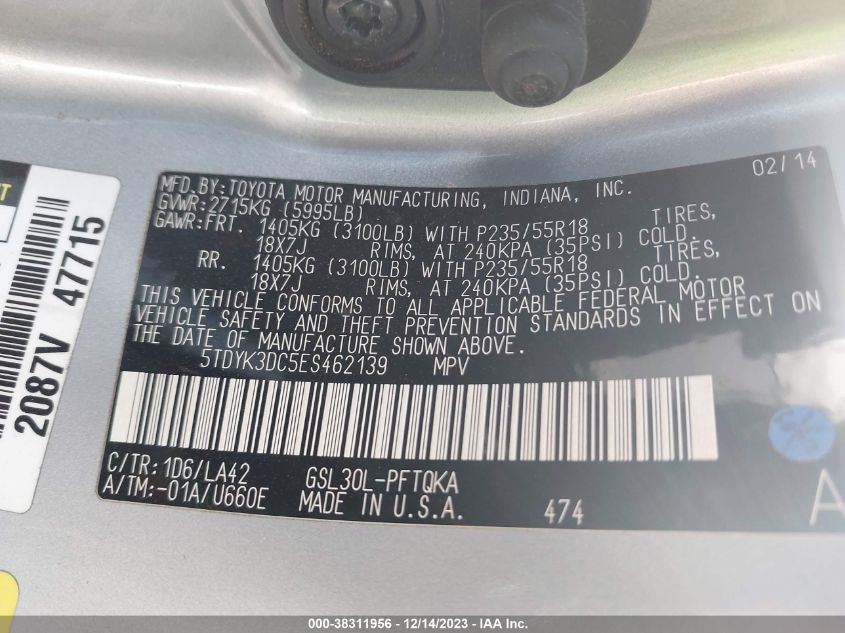 02/14
MFD. BY: TOYOTA MOTOR MANUFACTURING, INDIANA, INC.
GVWR: 2715KG (5995LB)
GAWR: FRT. 1405KG (3100LB) WITH P235/55R18 TIRES,
18X7J RIMS, AT 240KPA (35PSI) COLD.
RR. 1405KG (3100LB) WITH P235/55R18 TIRES,
18X7J RIMS, AT 240KPA (35PSI) COLD.
THIS VEHICLE CONFORMS TO ALL APPLICABLE FEDERAL MOTOR
VEHICLE SAFETY AND THEFT PREVENTION STANDARDS IN EFFECT ON
THE DATE OF MANUFACTURE SHOWN ABOVE.
5TDYK3DC5ES462139 MPV
C/TR: 1D6/LA42 GSL30L-PFTQKA
A/TM: -01A/U660E MADE IN U.S.A. 474
A
2087V 47715
000-38311956 - 12/14/2023 - IAA Inc.